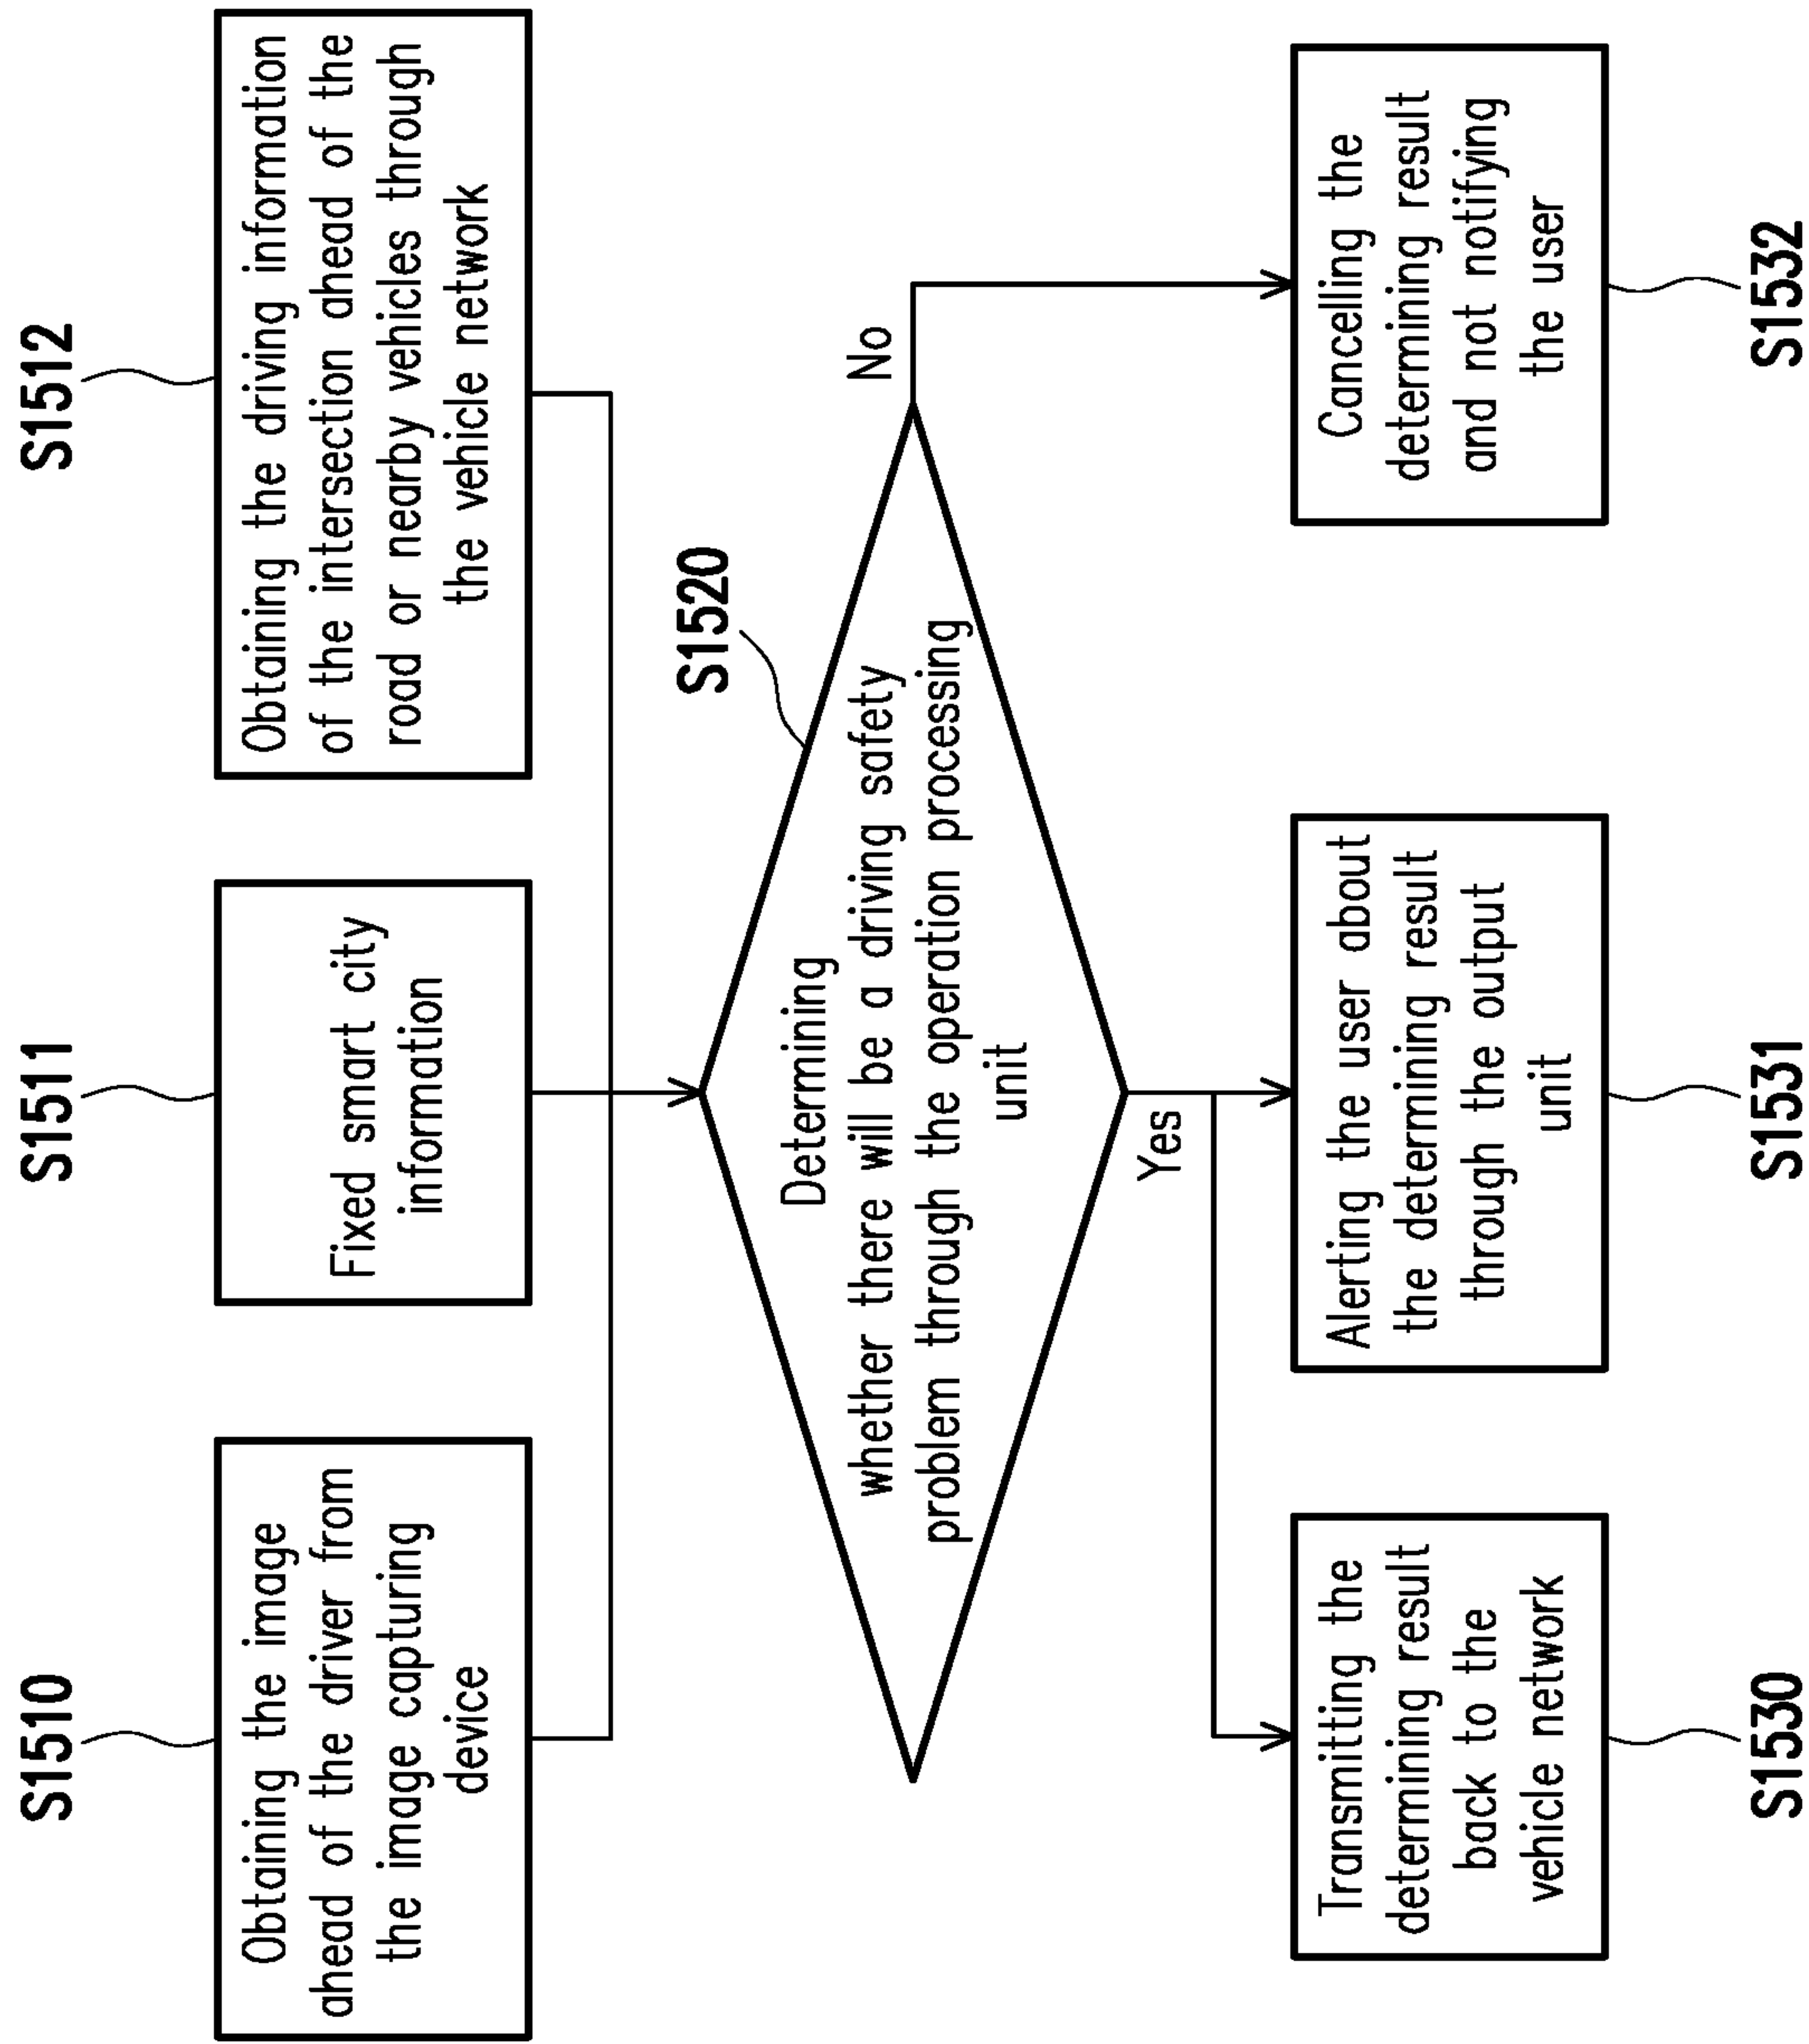 S1510
Obtaining the image
ahead of the driver from
the image capturing
device
S1511
Fixed smart city
information
S1512
Obtaining the driving information
of the intersection ahead of the
road or nearby vehicles through
the vehicle network
S1520
Determining
whether there will be a driving safety
problem through the operation processing
unit
Yes
No
Transmitting the
determining result
back to the
vehicle network
S1530
Alerting the user about
the determining result
through the output
unit
S1531
Cancelling the
determining result
and not notifying
the user
S1532